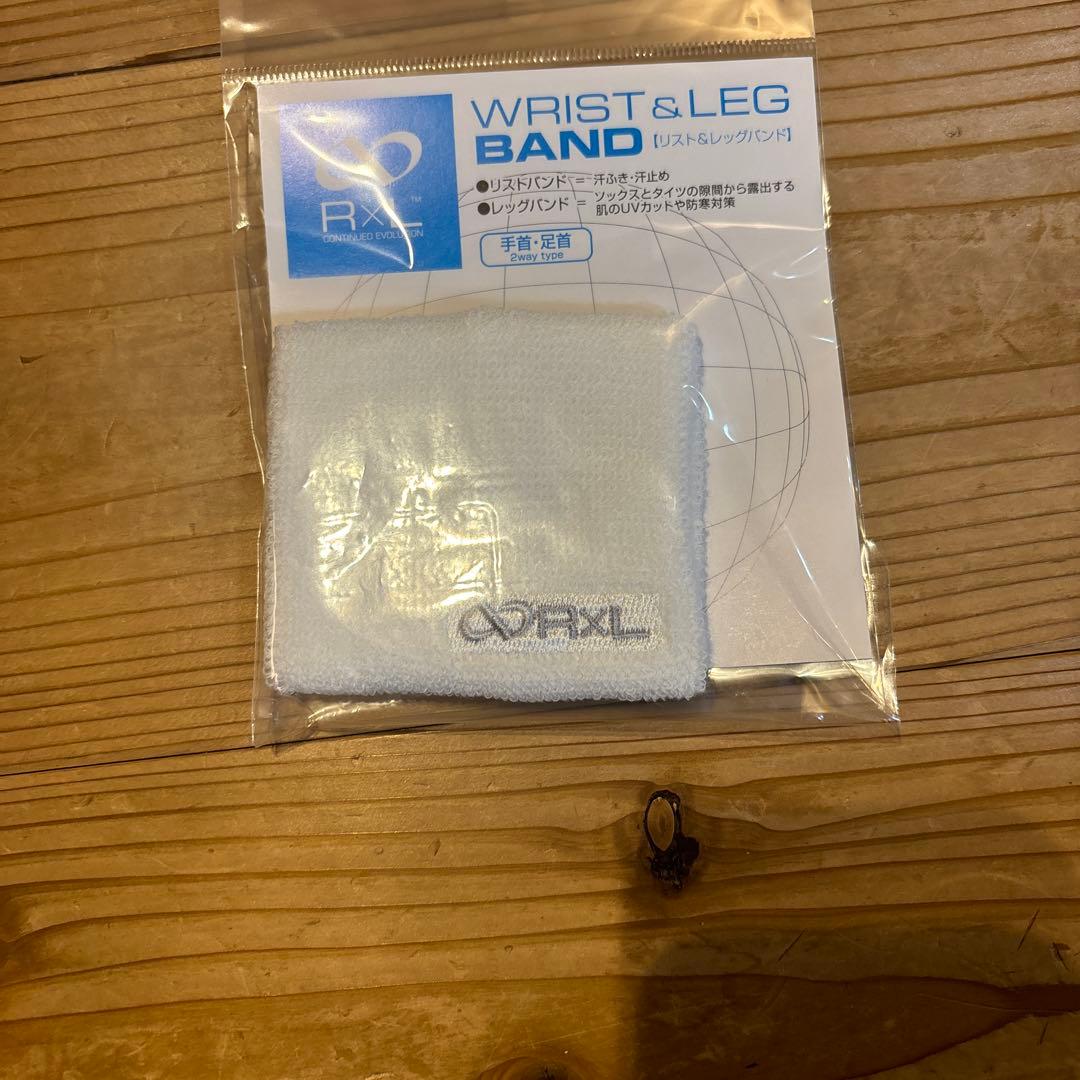 R×L™
CONTINUED EVOLUTION
WRIST & LEG
BAND【リスト&レッグバンド】
●リストバンド = 汗ふき・汗止め
●レッグバンド = ソックスとタイツの隙間から露出する
肌のUVカットや防寒対策
手首・足首
2way type
R×L